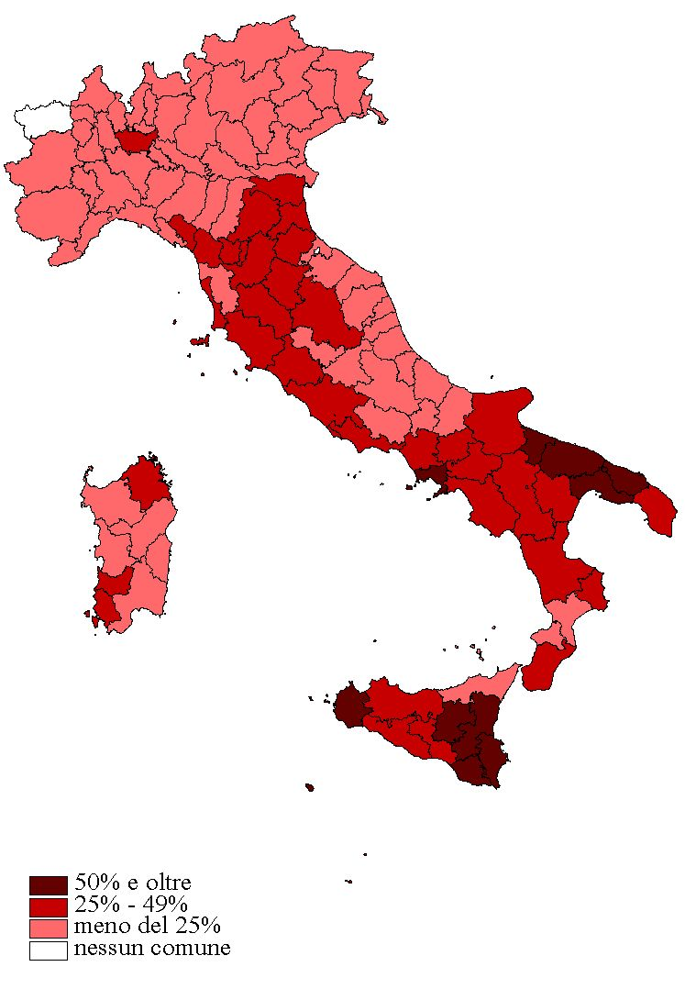 50% e oltre
25% - 49%
meno del 25%
nessun comune